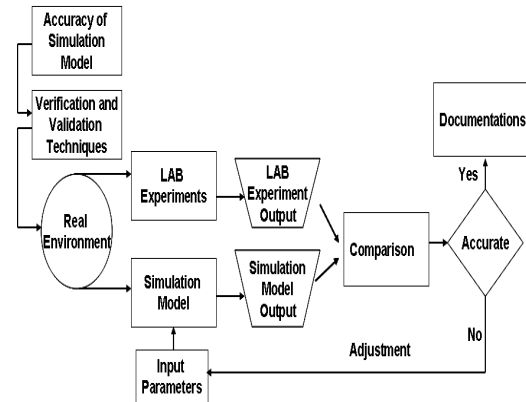 Accuracy of
Simulation
Model
Verification and
Validation
Techniques
Real
Environment
LAB
Experiments
LAB
Experiment
Output
Simulation
Model
Simulation
Model
Output
Input
Parameters
Comparison
Accurate
Yes
Documentations
No
Adjustment